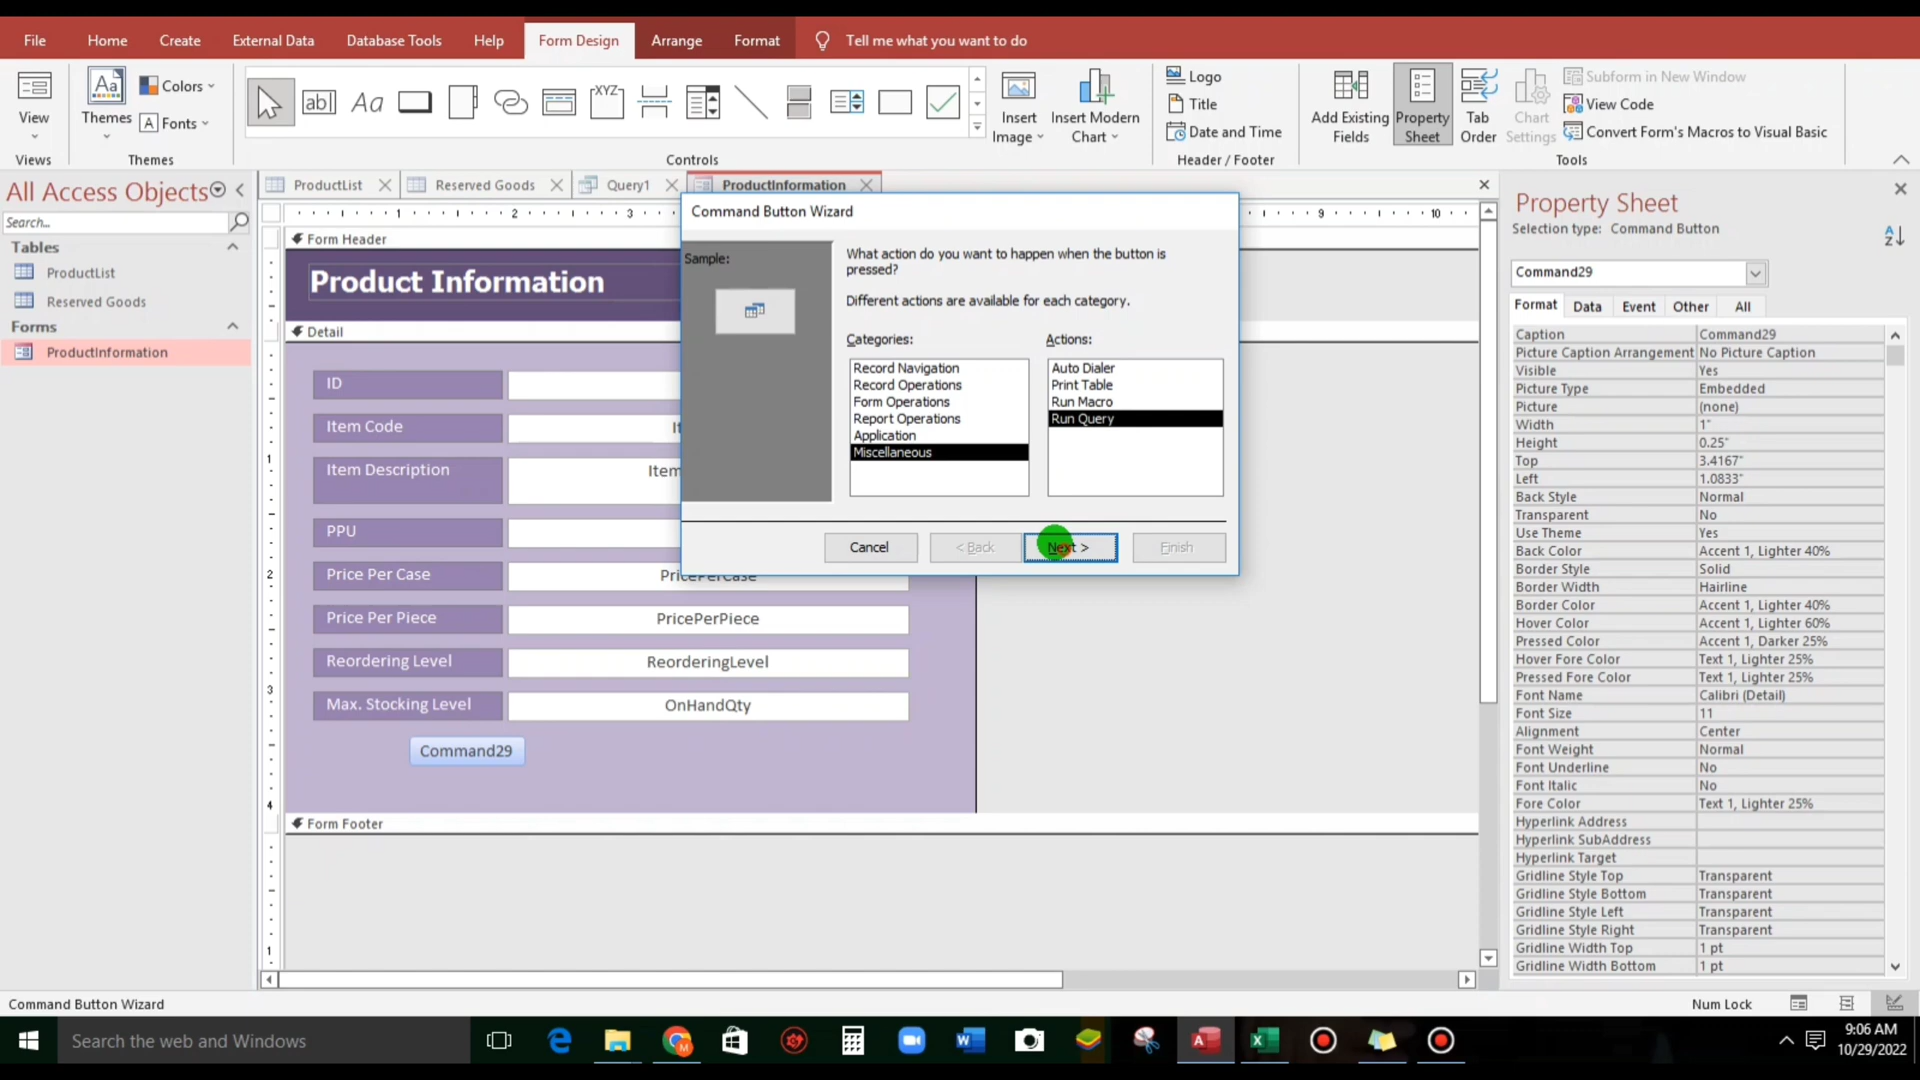 File
Home
Create
External Data
Database Tools
Help
Form Design
Arrange
Format
Tell me what you want to do
View
Themes
Colors
Fonts
ab|
Aa
XYZ
Insert
Image
Insert Modern
Chart
Logo
Title
Date and Time
Add Existing
Fields
Property
Sheet
Tab
Order
Chart
Settings
Subform in New Window
View Code
Convert Form's Macros to Visual Basic
Views
Themes
Controls
Header / Footer
Tools
All Access Objects
Search...
Tables
ProductList
Reserved Goods
Forms
ProductInformation
ProductList
Reserved Goods
Query1
ProductInformation
1
2
3
9
10
Form Header
Product Information
Detail
ID
Item Code
It
Item Description
Item
PPU
Price Per Case
PricePerCase
Price Per Piece
PricePerPiece
Reordering Level
ReorderingLevel
Max. Stocking Level
OnHandQty
Command29
Form Footer
1
2
3
4
1
Command Button Wizard
Sample:
What action do you want to happen when the button is
pressed?
Different actions are available for each category.
Categories:
Record Navigation
Record Operations
Form Operations
Report Operations
Application
Miscellaneous
Actions:
Auto Dialer
Print Table
Run Macro
Run Query
Cancel
< Back
Next >
Finish
Property Sheet
Selection type: Command Button
Command29
Format
Data
Event
Other
All
Caption Command29
Picture Caption Arrangement No Picture Caption
Visible Yes
Picture Type Embedded
Picture (none)
Width 1"
Height 0.25"
Top 3.4167"
Left 1.0833"
Back Style Normal
Transparent No
Use Theme Yes
Back Color Accent 1, Lighter 40%
Border Style Solid
Border Width Hairline
Border Color Accent 1, Lighter 40%
Hover Color Accent 1, Lighter 60%
Pressed Color Accent 1, Darker 25%
Hover Fore Color Text 1, Lighter 25%
Pressed Fore Color Text 1, Lighter 25%
Font Name Calibri (Detail)
Font Size 11
Alignment Center
Font Weight Normal
Font Underline No
Font Italic No
Fore Color Text 1, Lighter 25%
Hyperlink Address
Hyperlink SubAddress
Hyperlink Target
Gridline Style Top Transparent
Gridline Style Bottom Transparent
Gridline Style Left Transparent
Gridline Style Right Transparent
Gridline Width Top 1 pt
Gridline Width Bottom 1 pt
Command Button Wizard
Num Lock
Search the web and Windows
9:06 AM
10/29/2022